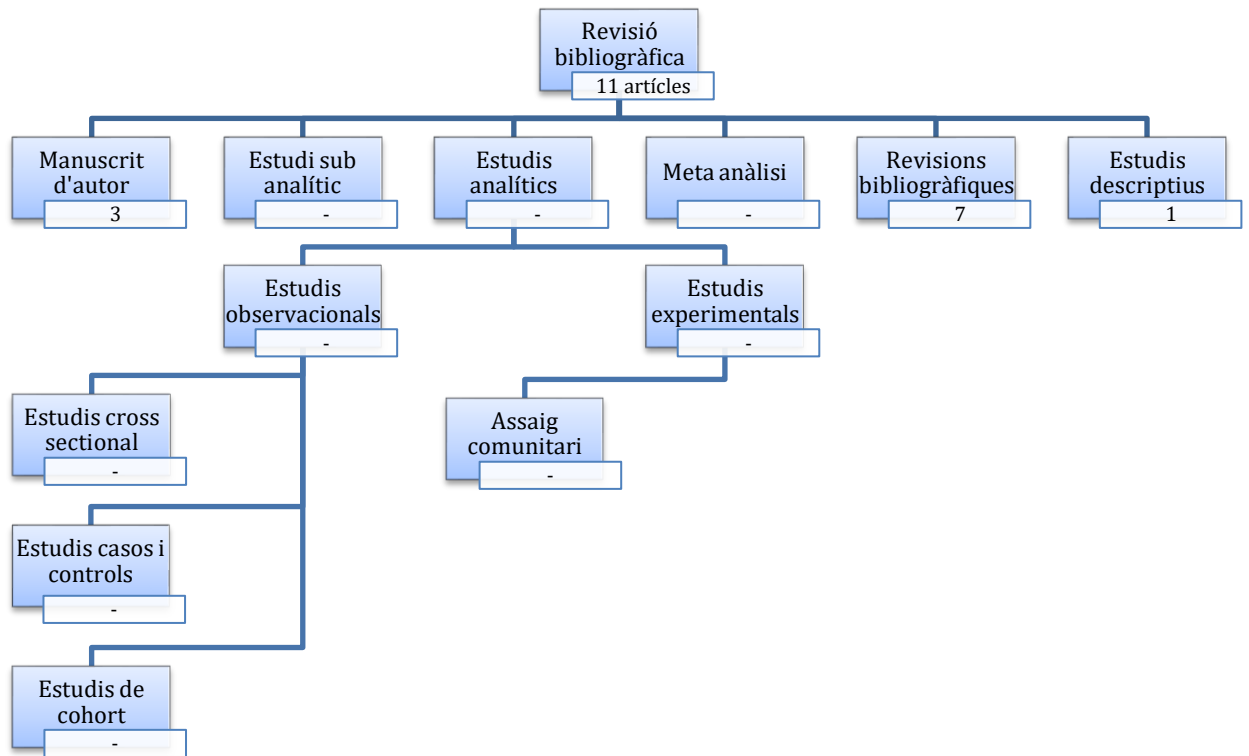 Revisió
bibliogràfica
11 artícles
Manuscrit
d'autor
3
Estudi sub
analític
-
Estudis
analítics
-
Meta anàlisi
-
Revisions
bibliogràfiques
7
Estudis
descriptius
1
Estudis
observacionals
-
Estudis
experimentals
-
Estudis cross
sectional
-
Assaig
comunitari
-
Estudis casos i
controls
-
Estudis de
cohort
-